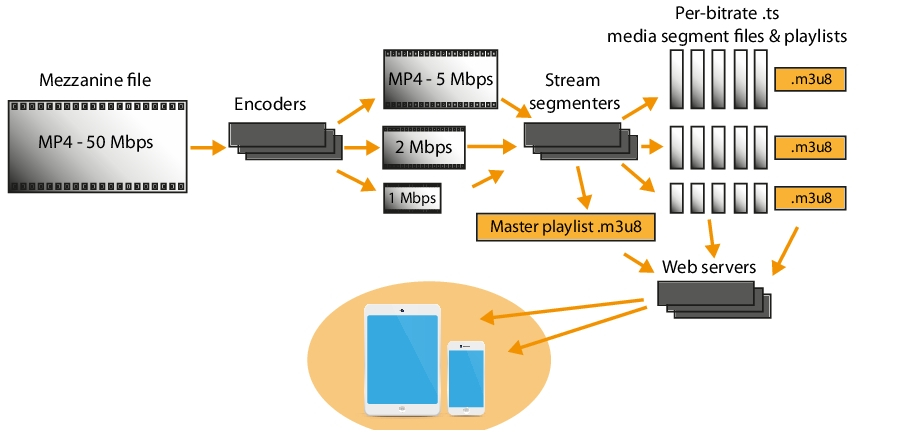 Per-bitrate .ts
media segment files & playlists
Mezzanine file
MP4 - 50 Mbps
Encoders
MP4 - 5 Mbps
2 Mbps
1 Mbps
Stream
segmenters
.m3u8
.m3u8
.m3u8
Master playlist .m3u8
Web servers